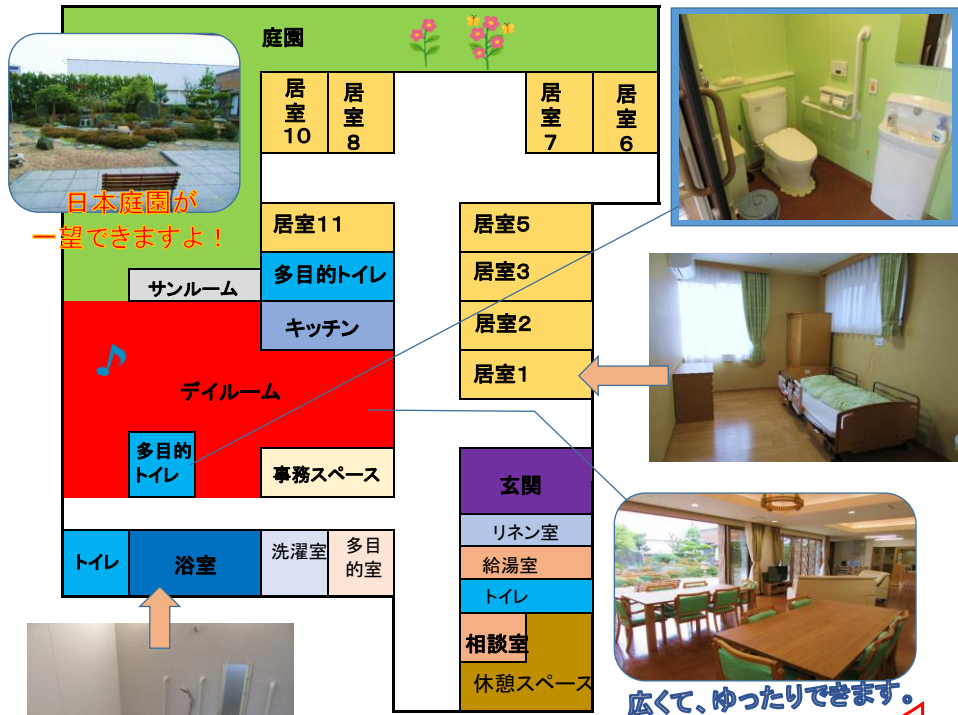 庭園
居室10
居室8
居室7
居室6
日本庭園が
一望できますよ！
居室11
居室5
多目的トイレ
居室3
サンルーム
キッチン
居室2
居室1
デイルーム
多目的
トイレ
事務スペース
玄関
リネン室
トイレ
浴室
洗濯室
多目
的室
給湯室
トイレ
相談室
休憩スペース
広くて、ゆったりできます。